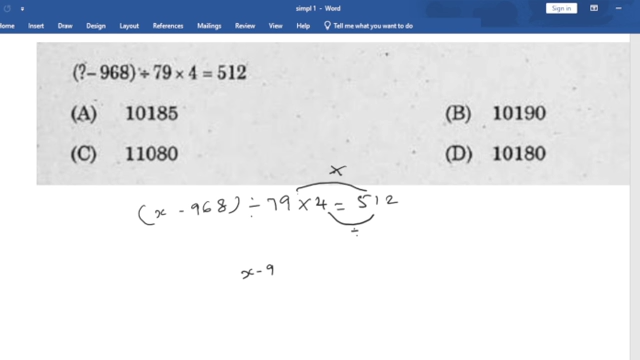 simpl 1 - Word
Sign in
Home Insert Draw Design Layout References Mailings Review View Help Tell me what you want to do
(?– 968) ÷ 79 × 4 = 512
(A) 10185 (B) 10190
(C) 11080 (D) 10180
x
(x - 968) ÷ 79 × 4 = 512
÷
x - 9